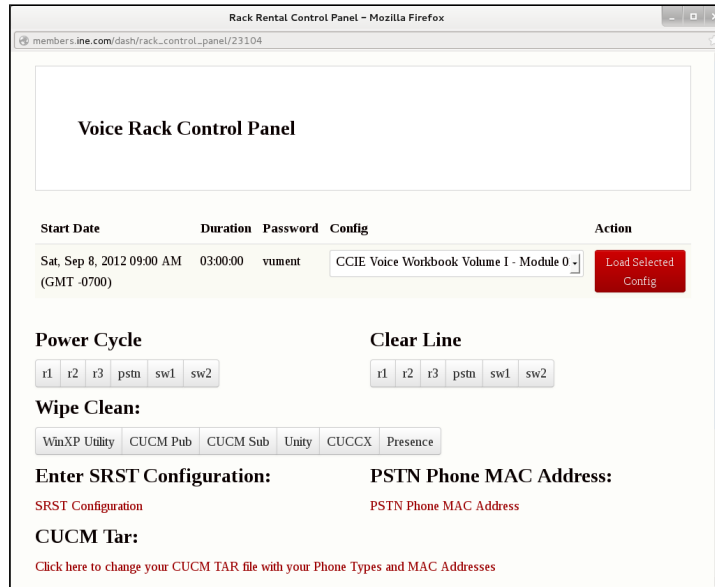 Rack Rental Control Panel - Mozilla Firefox
members.ine.com/dash/rack_control_panel/23104
Voice Rack Control Panel
Start Date Duration Password Config Action
Sat, Sep 8, 2012 09:00 AM (GMT -0700) 03:00:00 vument CCIE Voice Workbook Volume I - Module 0 Load Selected Config
Power Cycle Clear Line
r1 r2 r3 pstn sw1 sw2 r1 r2 r3 pstn sw1 sw2
Wipe Clean:
WinXP Utility CUCM Pub CUCM Sub Unity CUCCX Presence
Enter SRST Configuration: PSTN Phone MAC Address:
SRST Configuration PSTN Phone MAC Address
CUCM Tar:
Click here to change your CUCM TAR file with your Phone Types and MAC Addresses